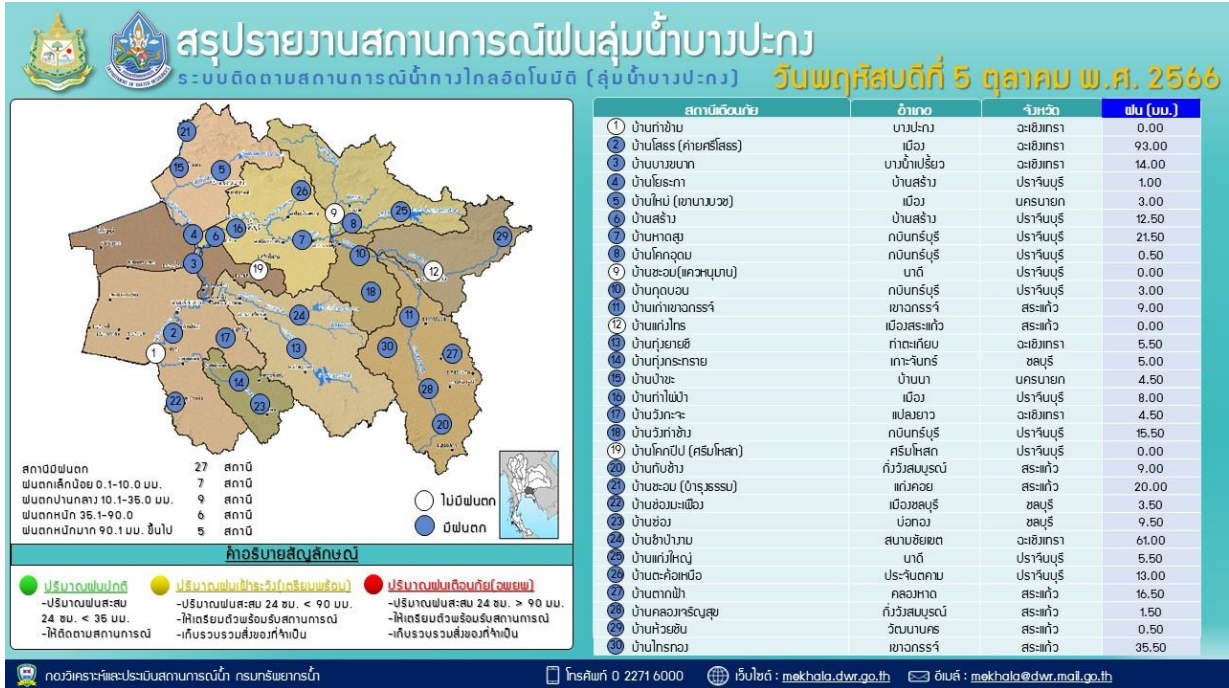 สรุปรายงานสถานการณ์ฝนลุ่มน้ำบางปะกง
ระบบติดตามสถานการณ์น้ำทางไกลอัตโนมัติ (ลุ่มน้ำบางปะกง)
วันพฤหัสบดีที่ 5 ตุลาคม พ.ศ. 2566
สถานีเตือนภัย อำเภอ จังหวัด ฝน (มม.)
1 บ้านท่าข้าม บางปะกง ฉะเชิงเทรา 0.00
2 บ้านโสธร (ค่ายศรีโสธร) เมือง ฉะเชิงเทรา 93.00
3 บ้านบางขนาก บางน้ำเปรี้ยว ฉะเชิงเทรา 14.00
4 บ้านโยธะกา บ้านสร้าง ปราจีนบุรี 1.00
5 บ้านใหม่ (เขานางบวช) เมือง นครนายก 3.00
6 บ้านสร้าง บ้านสร้าง ปราจีนบุรี 12.50
7 บ้านหาดสูง กบินทร์บุรี ปราจีนบุรี 21.50
8 บ้านโคกอุดม กบินทร์บุรี ปราจีนบุรี 0.50
9 บ้านชะอม(แควหนุมาน) นาดี ปราจีนบุรี 0.00
10 บ้านกุดบอน กบินทร์บุรี ปราจีนบุรี 3.00
11 บ้านเก่าเขาฉกรรจ์ เขาฉกรรจ์ สระแก้ว 9.00
12 บ้านแก่งไทร เมืองสระแก้ว สระแก้ว 0.00
13 บ้านทุ่งยายชี ท่าตะเกียบ ฉะเชิงเทรา 5.50
14 บ้านทุ่งกระทราย เกาะจันทร์ ชลบุรี 5.00
15 บ้านป่าขะ บ้านนา นครนายก 4.50
16 บ้านท่าไผ่ป่า เมือง ปราจีนบุรี 8.00
17 บ้านวังกะจะ แปลงยาว ฉะเชิงเทรา 4.50
18 บ้านวังท่าช้าง กบินทร์บุรี ปราจีนบุรี 15.50
19 บ้านโคกปีป (ศรีมโหสถ) ศรีมโหสถ ปราจีนบุรี 0.00
20 บ้านทับช้าง กิ่งวังสมบูรณ์ สระแก้ว 9.00
21 บ้านชะอม (บำรุงธรรม) แก่งคอย สระแก้ว 20.00
22 บ้านช่องมะเฟือง เมืองชลบุรี ชลบุรี 3.50
23 บ้านช่อง บ่อทอง ชลบุรี 9.50
24 บ้านชำป่างาม สนามชัยเขต ฉะเชิงเทรา 61.00
25 บ้านแก่งใหญ่ นาดี ปราจีนบุรี 5.50
26 บ้านตะคร้อเหนือ ประจันตคาม ปราจีนบุรี 13.00
27 บ้านตากฟ้า คลองหาด สระแก้ว 16.50
28 บ้านคลองเจริญสุข กิ่งวังสมบูรณ์ สระแก้ว 1.50
29 บ้านห้วยชัน วัฒนานคร สระแก้ว 0.50
30 บ้านไทรทอง เขาฉกรรจ์ สระแก้ว 35.50
สถานีมีฝนตก 27 สถานี
ฝนตกเล็กน้อย 0.1-10.0 มม. 7 สถานี
ฝนตกปานกลาง 10.1-35.0 มม. 9 สถานี
ฝนตกหนัก 35.1-90.0 6 สถานี
ฝนตกหนักมาก 90.1 มม. ขึ้นไป 5 สถานี
ไม่มีฝนตก
มีฝนตก
คำอธิบายสัญลักษณ์
ปริมาณฝนปกติ
-ปริมาณฝนสะสม
24 ชม. < 35 มม.
-ให้ติดตามสถานการณ์
ปริมาณฝนเฝ้าระวัง(เตรียมพร้อม)
-ปริมาณฝนสะสม 24 ชม. < 90 มม.
-ให้เตรียมตัวพร้อมรับสถานการณ์
-เก็บรวบรวมสิ่งของที่จำเป็น
ปริมาณฝนเตือนภัย(อพยพ)
-ปริมาณฝนสะสม 24 ชม. > 90 มม.
-ให้เตรียมตัวพร้อมรับสถานการณ์
-เก็บรวบรวมสิ่งของที่จำเป็น
กองวิเคราะห์และประเมินสถานการณ์น้ำ กรมทรัพยากรน้ำ
โทรศัพท์ 0 2271 6000
เว็บไซต์ : mekhala.dwr.go.th
อีเมล์ : mekhala@dwr.mail.go.th